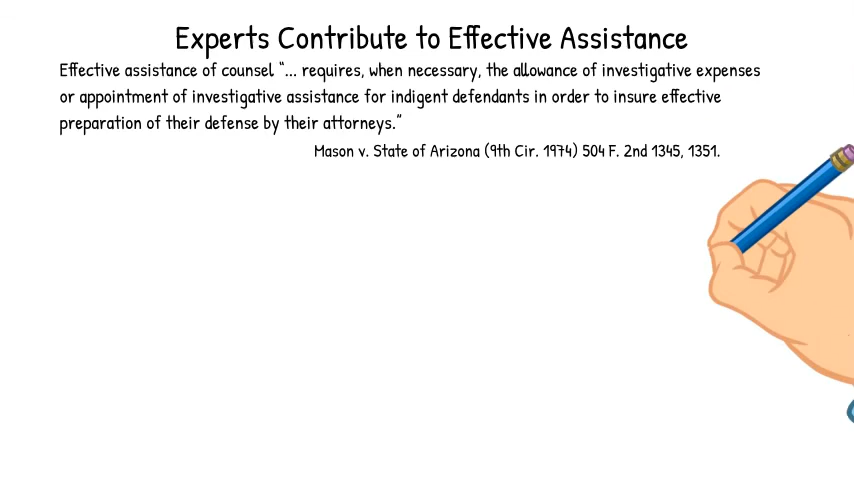 Experts Contribute to Effective Assistance
Effective assistance of counsel “... requires, when necessary, the allowance of investigative expenses
or appointment of investigative assistance for indigent defendants in order to insure effective
preparation of their defense by their attorneys.”
Mason v. State of Arizona (9th Cir. 1974) 504 F. 2nd 1345, 1351.